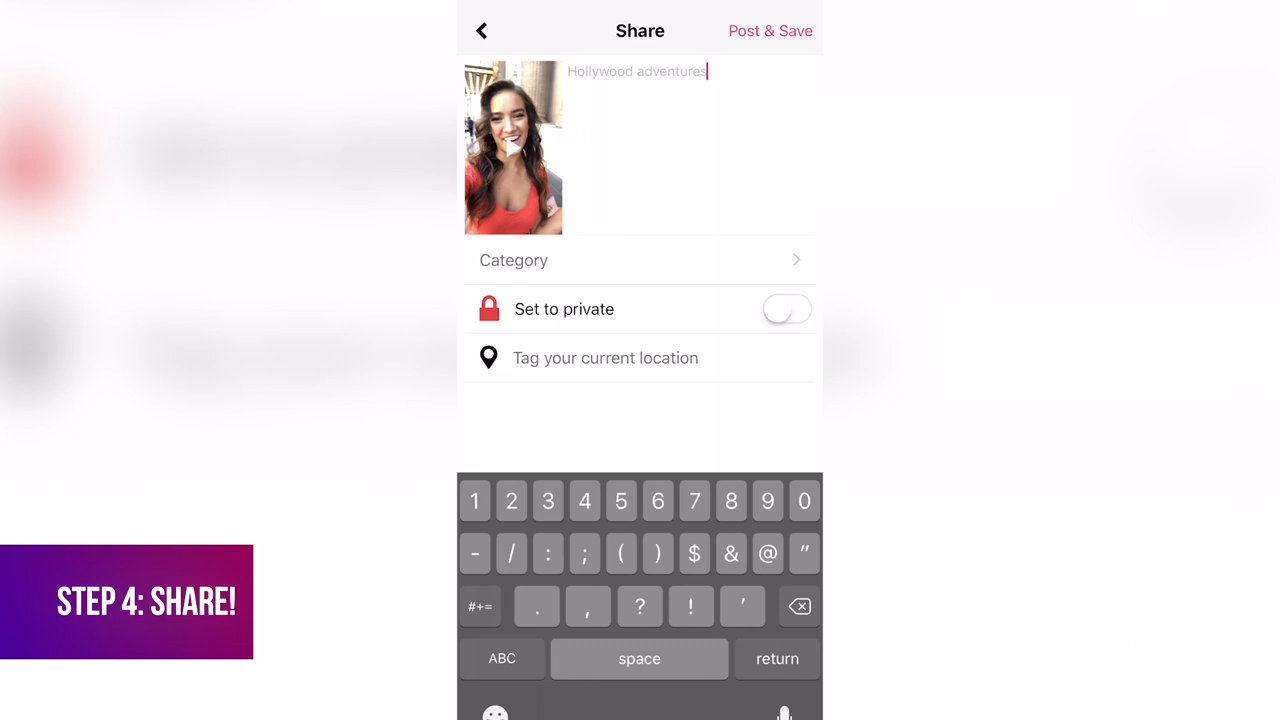 Share
Post & Save
Hollywood adventures
Category
Set to private
Tag your current location
STEP 4: SHARE!
1 2 3 4 5 6 7 8 9 0
- / : ; ( ) $ & @ "
#+= . , ? ! '
ABC space return